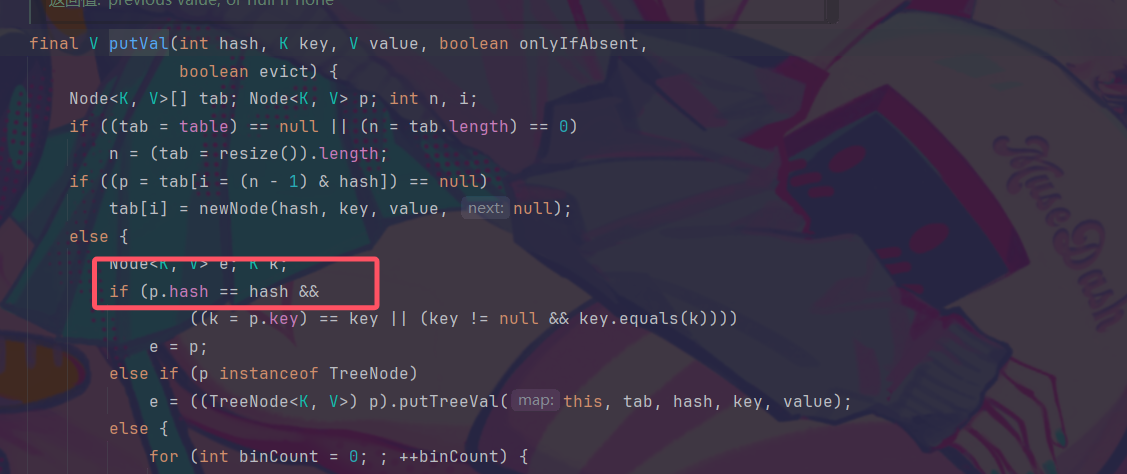 返回值: previous value, or null if none
final V putVal(int hash, K key, V value, boolean onlyIfAbsent,
boolean evict) {
Node<K, V>[] tab; Node<K, V> p; int n, i;
if ((tab = table) == null || (n = tab.length) == 0)
n = (tab = resize()).length;
if ((p = tab[i = (n - 1) & hash]) == null)
tab[i] = newNode(hash, key, value, next: null);
else {
Node<K, V> e; K k;
if (p.hash == hash &&
((k = p.key) == key || (key != null && key.equals(k))))
e = p;
else if (p instanceof TreeNode)
e = ((TreeNode<K, V>) p).putTreeVal( map: this, tab, hash, key, value);
else {
for (int binCount = 0; ; ++binCount) {
MuseDash